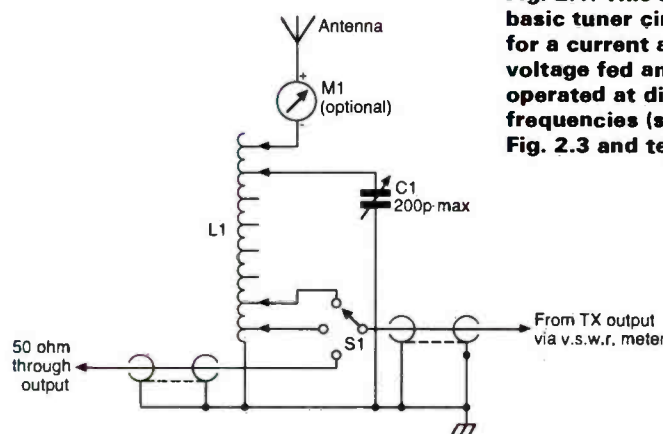 basic tuner cir
for a current a
voltage fed an
operated at di
frequencies (s
Fig. 2.3 and te
Antenna
+
M1
(optional)
-
C1
200p max
L1
S1
From TX output
via v.s.w.r. meter
50 ohm
through
output